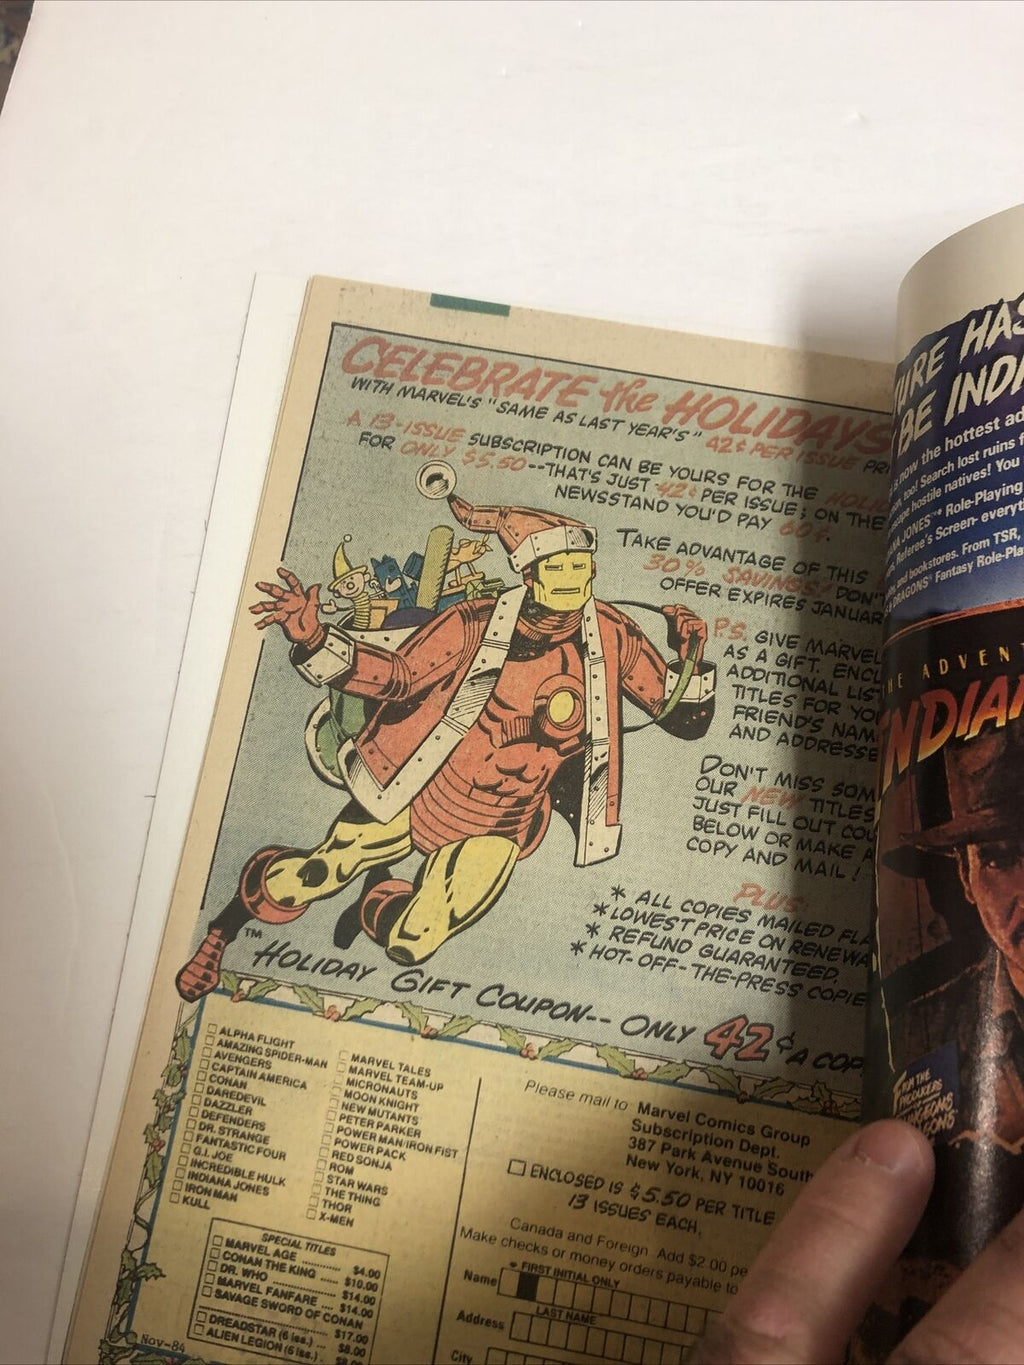 CELEBRATE the HOLIDAYS
WITH MARVEL'S "SAME AS LAST YEAR'S" 42¢ PER ISSUE
A 13-ISSUE SUBSCRIPTION CAN BE YOURS FOR THE
FOR ONLY $5.50--THAT'S JUST 42¢ PER ISSUE; ON THE
NEWSSTAND YOU'D PAY 60¢.
TAKE ADVANTAGE OF THIS
30% SAVINGS! DON'T
OFFER EXPIRES
P.S. GIVE MARVEL
AS A GIFT.
ADDITIONAL
TITLES FOR
FRIEND'S
AND
DON'T MISS
OUR NEW TITLES
JUST FILL OUT
BELOW OR MAKE A
COPY AND MAIL!
PLUS:
* ALL COPIES MAILED
* LOWEST PRICE ON
* REFUND GUARANTEED.
* HOT-OFF-THE-PRESS
TM
HOLIDAY GIFT COUPON-- ONLY 42¢ A
ALPHA FLIGHT
AMAZING SPIDER-MAN
AVENGERS
CAPTAIN AMERICA
CONAN
DAREDEVIL
DAZZLER
DEFENDERS
DR. STRANGE
FANTASTIC FOUR
G.I. JOE
INCREDIBLE HULK
INDIANA JONES
IRON MAN
KULL
MARVEL TALES
MARVEL TEAM-UP
MICRONAUTS
MOON KNIGHT
NEW MUTANTS
PETER PARKER
POWER MAN/IRON FIST
POWER PACK
RED SONJA
ROM
STAR WARS
THE THING
THOR
X-MEN
SPECIAL TITLES
MARVEL AGE .......... $4.00
CONAN THE KING .... $10.00
DR. WHO .......... $14.00
MARVEL FANFARE .... $14.00
SAVAGE SWORD OF CONAN
.......... $17.00
DREADSTAR (6 iss.) ... $8.00
ALIEN LEGION (6 iss.) .
Nov-84
Please mail to Marvel Comics Group
Subscription Dept.
387 Park Avenue South
New York, NY 10016
ENCLOSED IS $5.50 PER TITLE
13 ISSUES EACH,
Canada and Foreign Add $2.00
Make checks or money orders payable to
FIRST INITIAL ONLY
Name
LAST NAME
Address
City
BE
now the hottest
too! Search lost ruins
hostile natives! You
JONES™ Role-Playing
Referee's Screen-
and bookstores. From TSR,
DRAGONS® Fantasy
FROM THE
PRODUCERS